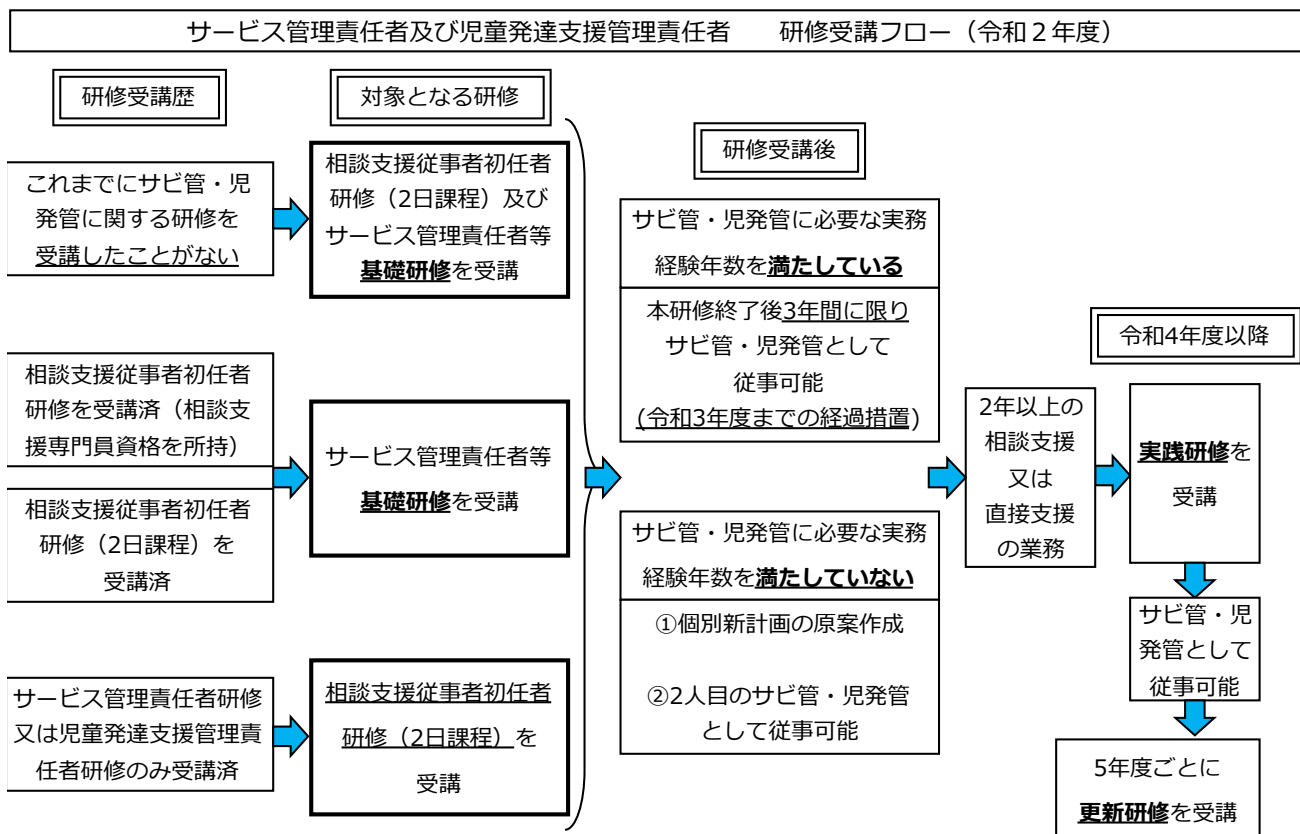 サービス管理責任者及び児童発達支援管理責任者　　研修受講フロー（令和２年度）
研修受講歴
対象となる研修
これまでにサビ管・児
発管に関する研修を
受講したことがない
相談支援従事者初任者
研修（2日課程）及び
サービス管理責任者等
基礎研修を受講
相談支援従事者初任者
研修を受講済（相談支
援専門員資格を所持）
相談支援従事者初任者
研修（2日課程）を
受講済
サービス管理責任者等
基礎研修を受講
サービス管理責任者研修
又は児童発達支援管理責
任者研修のみ受講済
相談支援従事者初任者
研修（2日課程）を
受講
研修受講後
サビ管・児発管に必要な実務
経験年数を満たしている
本研修終了後3年間に限り
サビ管・児発管として
従事可能
(令和3年度までの経過措置)
サビ管・児発管に必要な実務
経験年数を満たしていない
①個別新計画の原案作成
②2人目のサビ管・児発管
として従事可能
2年以上の
相談支援
又は
直接支援
の業務
令和4年度以降
実践研修を
受講
サビ管・児
発管として
従事可能
5年度ごとに
更新研修を受講